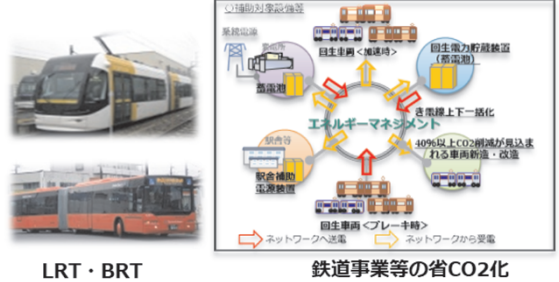 ○補助対象設備等
系統電源
変電所
蓄電池
回生車両<加速時>
回生電力貯蔵装置
(蓄電池)
き電線上下一括化
エネルギーマネジメント
駅舎等
駅舎補助
電源装置
40%以上CO2削減が見込ま
れる車両新造・改造
回生車両<ブレーキ時>
ネットワークへ送電
ネットワークから受電
LRT・BRT
鉄道事業等の省CO2化